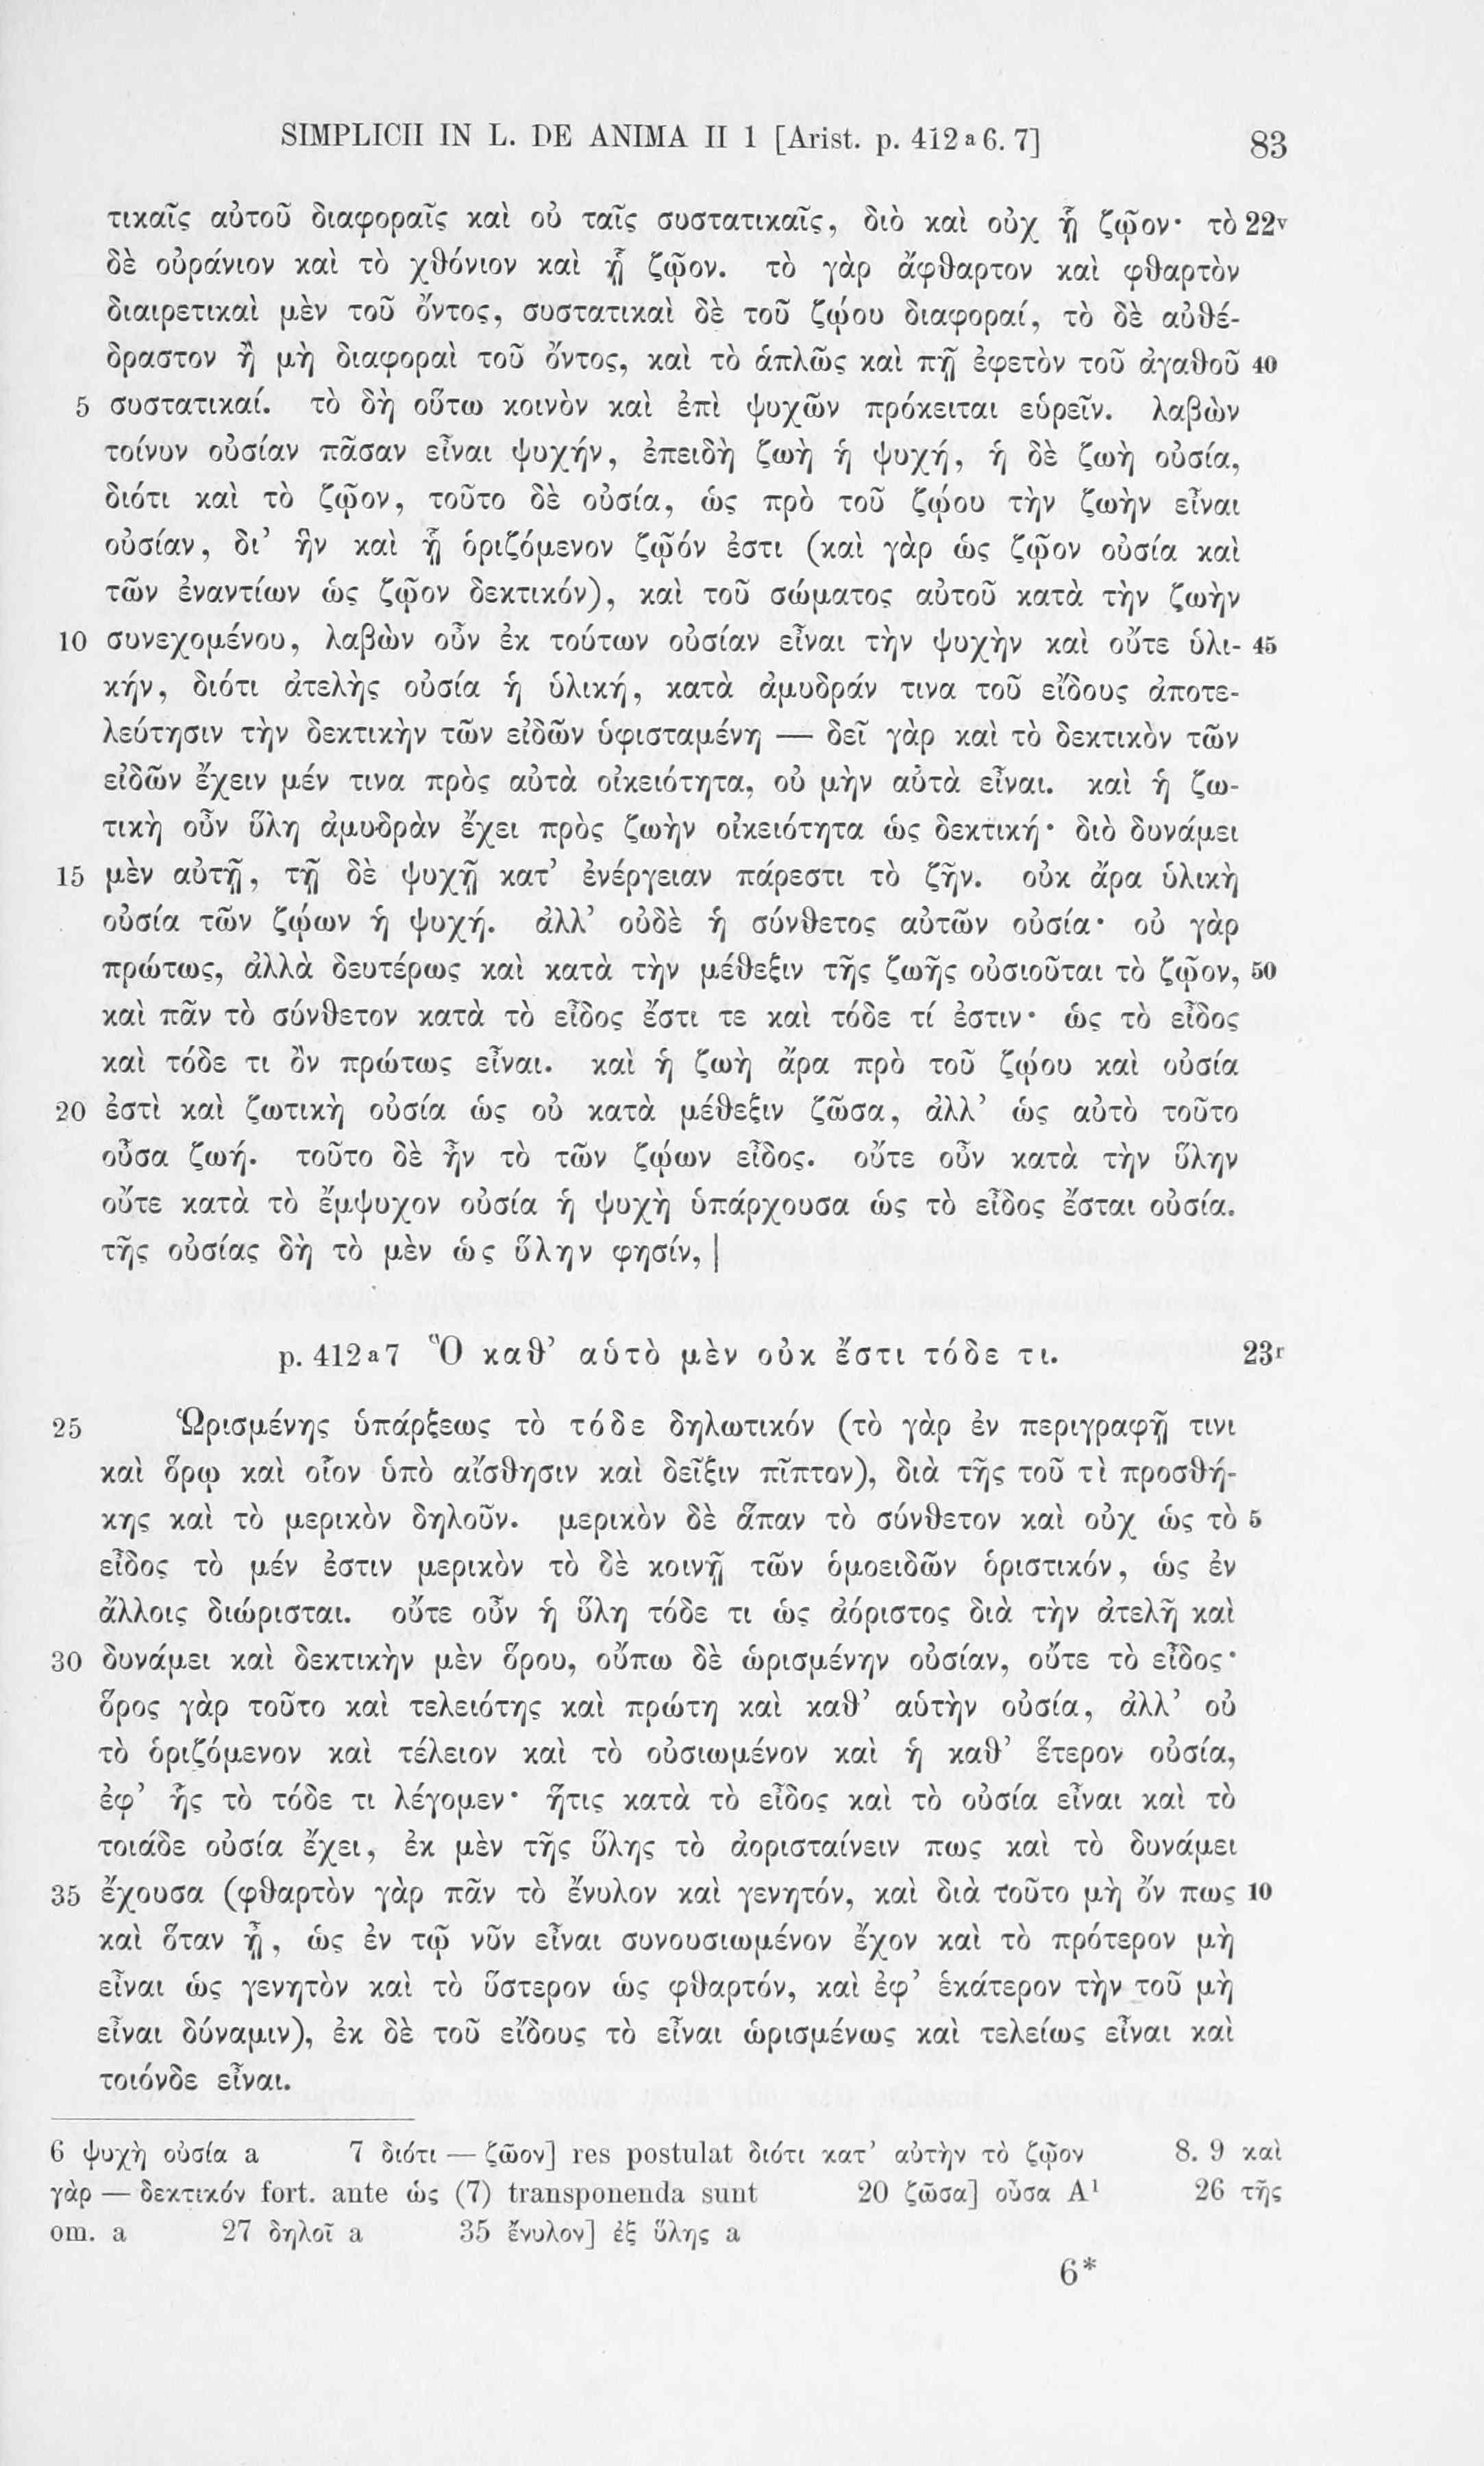 SIMPLICII IN L. DE ANIMA II 1 [Arist. p. 412ᵃ6. 7] 83
τικαῖς αὐτοῦ διαφοραῖς καὶ οὐ ταῖς συστατικαῖς, διὸ καὶ οὐχ ᾗ ζῷον· τὸ 22ᵛ
δὲ οὐράνιον καὶ τὸ χθόνιον καὶ ᾗ ζῷον. τὸ γὰρ ἄφθαρτον καὶ φθαρτὸν
διαιρετικαὶ μὲν τοῦ ὄντος, συστατικαὶ δὲ τοῦ ζῴου διαφοραί, τὸ δὲ αὐθέ-
δραστον ἢ μὴ διαφοραὶ τοῦ ὄντος, καὶ τὸ ἁπλῶς καὶ πῇ ἐφετὸν τοῦ ἀγαθοῦ 40
5 συστατικαί. τὸ δὴ οὕτω κοινὸν καὶ ἐπὶ ψυχῶν πρόκειται εὑρεῖν. λαβὼν
τοίνυν οὐσίαν πᾶσαν εἶναι ψυχήν, ἐπειδὴ ζωὴ ἡ ψυχή, ἡ δὲ ζωὴ οὐσία,
διότι καὶ τὸ ζῷον, τοῦτο δὲ οὐσία, ὡς πρὸ τοῦ ζῴου τὴν ζωὴν εἶναι
οὐσίαν, δι’ ἣν καὶ ᾗ ὁριζόμενον ζῷόν ἐστι (καὶ γὰρ ὡς ζῷον οὐσία καὶ
τῶν ἐναντίων ὡς ζῷον δεκτικόν), καὶ τοῦ σώματος αὐτοῦ κατὰ τὴν ζωὴν
10 συνεχομένου, λαβὼν οὖν ἐκ τούτων οὐσίαν εἶναι τὴν ψυχὴν καὶ οὔτε ὑλι- 45
κήν, διότι ἀτελὴς οὐσία ἡ ὑλική, κατὰ ἀμυδράν τινα τοῦ εἴδους ἀποτε-
λεύτησιν τὴν δεκτικὴν τῶν εἰδῶν ὑφισταμένη — δεῖ γὰρ καὶ τὸ δεκτικὸν τῶν
εἰδῶν ἔχειν μέν τινα πρὸς αὐτὰ οἰκειότητα, οὐ μὴν αὐτὰ εἶναι. καὶ ἡ ζω-
τικὴ οὖν ὕλη ἀμυδρὰν ἔχει πρὸς ζωὴν οἰκειότητα ὡς δεκτική· διὸ δυνάμει
15 μὲν αὐτῇ, τῇ δὲ ψυχῇ κατ’ ἐνέργειαν πάρεστι τὸ ζῆν. οὐκ ἄρα ὑλικὴ
οὐσία τῶν ζῴων ἡ ψυχή. ἀλλ’ οὐδὲ ἡ σύνθετος αὐτῶν οὐσία· οὐ γὰρ
πρώτως, ἀλλὰ δευτέρως καὶ κατὰ τὴν μέθεξιν τῆς ζωῆς οὐσιοῦται τὸ ζῷον, 50
καὶ πᾶν τὸ σύνθετον κατὰ τὸ εἶδος ἔστι τε καὶ τόδε τί ἐστιν· ὡς τὸ εἶδος
καὶ τόδε τι ὂν πρώτως εἶναι. καὶ ἡ ζωὴ ἄρα πρὸ τοῦ ζῴου καὶ οὐσία
20 ἐστὶ καὶ ζωτικὴ οὐσία ὡς οὐ κατὰ μέθεξιν ζῶσα, ἀλλ’ ὡς αὐτὸ τοῦτο
οὖσα ζωή. τοῦτο δὲ ἦν τὸ τῶν ζῴων εἶδος. οὔτε οὖν κατὰ τὴν ὕλην
οὔτε κατὰ τὸ ἔμψυχον οὐσία ἡ ψυχὴ ὑπάρχουσα ὡς τὸ εἶδος ἔσται οὐσία.
τῆς οὐσίας δὴ τὸ μὲν ὡς ὕλην φησίν, |
p. 412ᵃ7 Ὃ καθ’ αὑτὸ μὲν οὐκ ἔστι τόδε τι. 23ʳ
25 Ὡρισμένης ὑπάρξεως τὸ τόδε δηλωτικόν (τὸ γὰρ ἐν περιγραφῇ τινι
καὶ ὅρῳ καὶ οἷον ὑπὸ αἴσθησιν καὶ δεῖξιν πῖπτον), διὰ τῆς τοῦ τὶ προσθή-
κης καὶ τὸ μερικὸν δηλοῦν. μερικὸν δὲ ἅπαν τὸ σύνθετον καὶ οὐχ ὡς τὸ 5
εἶδος τὸ μέν ἐστιν μερικὸν τὸ δὲ κοινῇ τῶν ὁμοειδῶν ὁριστικόν, ὡς ἐν
ἄλλοις διώρισται. οὔτε οὖν ἡ ὕλη τόδε τι ὡς ἀόριστος διὰ τὴν ἀτελῆ καὶ
30 δυνάμει καὶ δεκτικὴν μὲν ὅρου, οὔπω δὲ ὡρισμένην οὐσίαν, οὔτε τὸ εἶδος·
ὅρος γὰρ τοῦτο καὶ τελειότης καὶ πρώτη καὶ καθ’ αὑτὴν οὐσία, ἀλλ’ οὐ
τὸ ὁριζόμενον καὶ τέλειον καὶ τὸ οὐσιωμένον καὶ ἡ καθ’ ἕτερον οὐσία,
ἐφ’ ἧς τὸ τόδε τι λέγομεν· ἥτις κατὰ τὸ εἶδος καὶ τὸ οὐσία εἶναι καὶ τὸ
τοιάδε οὐσία ἔχει, ἐκ μὲν τῆς ὕλης τὸ ἀορισταίνειν πως καὶ τὸ δυνάμει
35 ἔχουσα (φθαρτὸν γὰρ πᾶν τὸ ἔνυλον καὶ γενητόν, καὶ διὰ τοῦτο μὴ ὄν πως 10
καὶ ὅταν ᾖ, ὡς ἐν τῷ νῦν εἶναι συνουσιωμένον ἔχον καὶ τὸ πρότερον μὴ
εἶναι ὡς γενητὸν καὶ τὸ ὕστερον ὡς φθαρτόν, καὶ ἐφ’ ἑκάτερον τὴν τοῦ μὴ
εἶναι δύναμιν), ἐκ δὲ τοῦ εἴδους τὸ εἶναι ὡρισμένως καὶ τελείως εἶναι καὶ
τοιόνδε εἶναι.
6 ψυχὴ οὐσία a 7 διότι — ζῶον] res postulat διότι κατ’ αὐτὴν τὸ ζῷον 8. 9 καὶ
γὰρ — δεκτικόν fort. ante ὡς (7) transponenda sunt 20 ζῶσα] οὖσα A¹ 26 τῆς
om. a 27 δηλοῖ a 35 ἔνυλον] ἐξ ὕλης a
6*